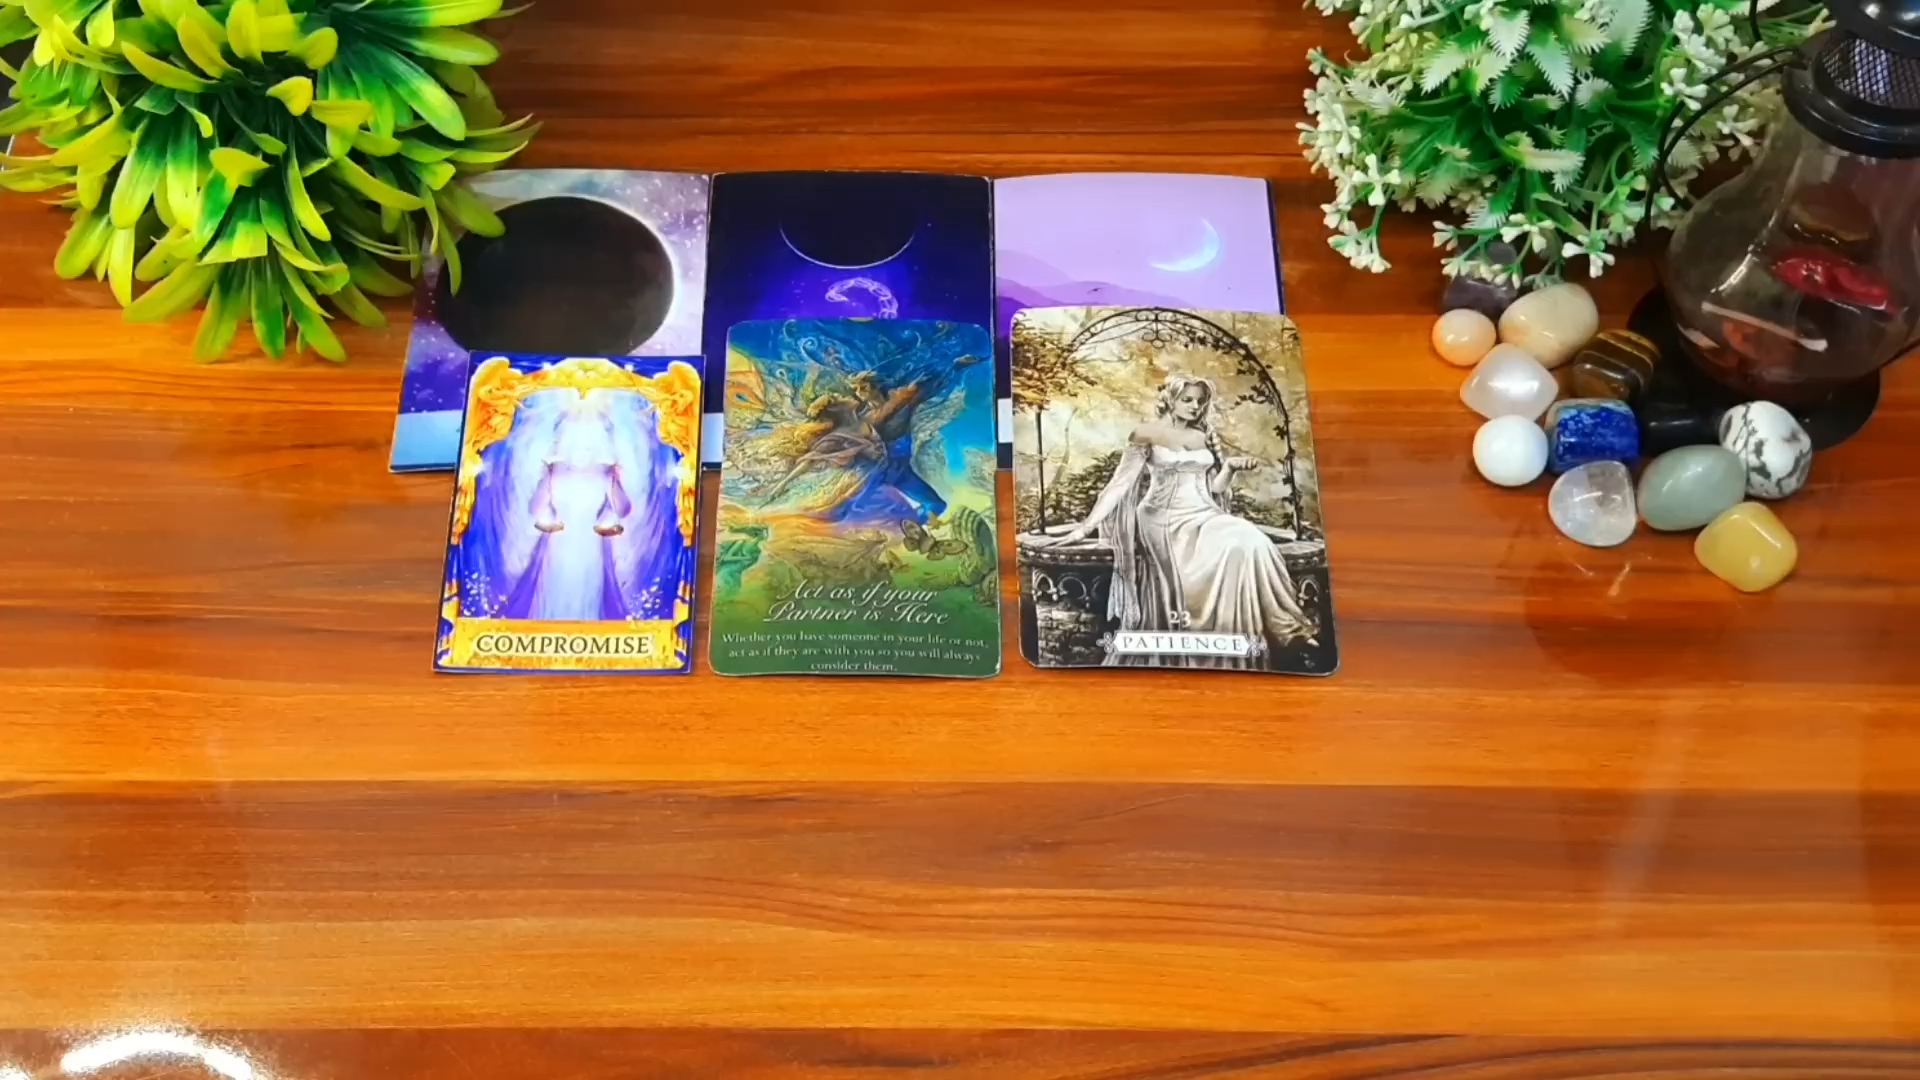 COMPROMISE
Act as if your
Partner is Here
Whether you have someone in your life or not,
act as if they are with you so you will always
consider them.
23
PATIENCE